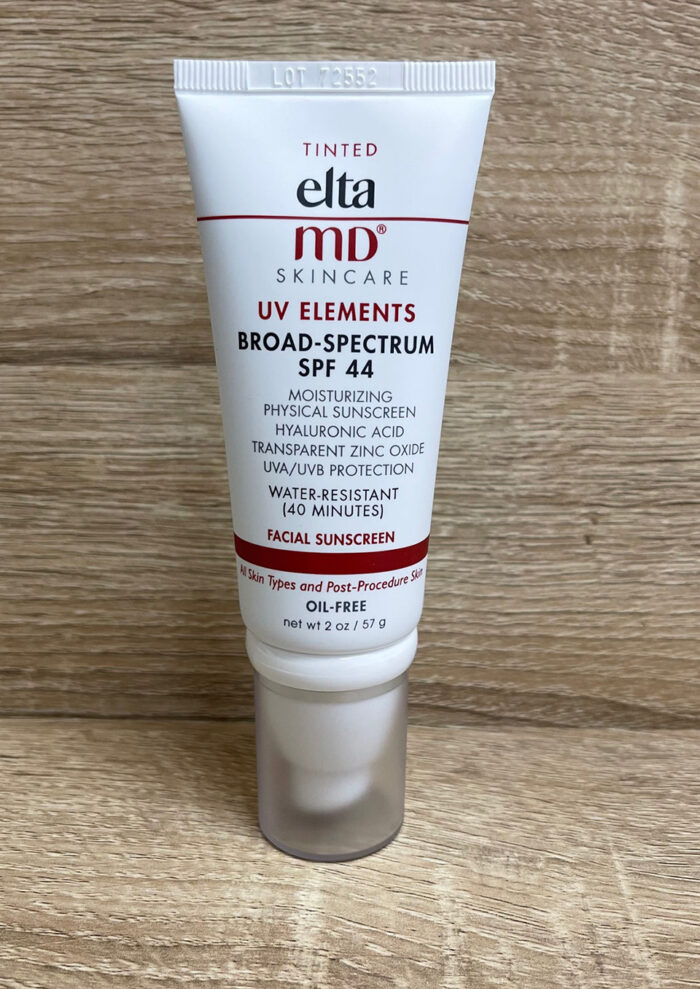 LOT 72552
TINTED
elta
MD®
SKINCARE
UV ELEMENTS
BROAD-SPECTRUM
SPF 44
MOISTURIZING
PHYSICAL SUNSCREEN
HYALURONIC ACID
TRANSPARENT ZINC OXIDE
UVA/UVB PROTECTION
WATER-RESISTANT
(40 MINUTES)
FACIAL SUNSCREEN
All Skin Types and Post-Procedure Skin
OIL-FREE
net wt 2 oz / 57 g